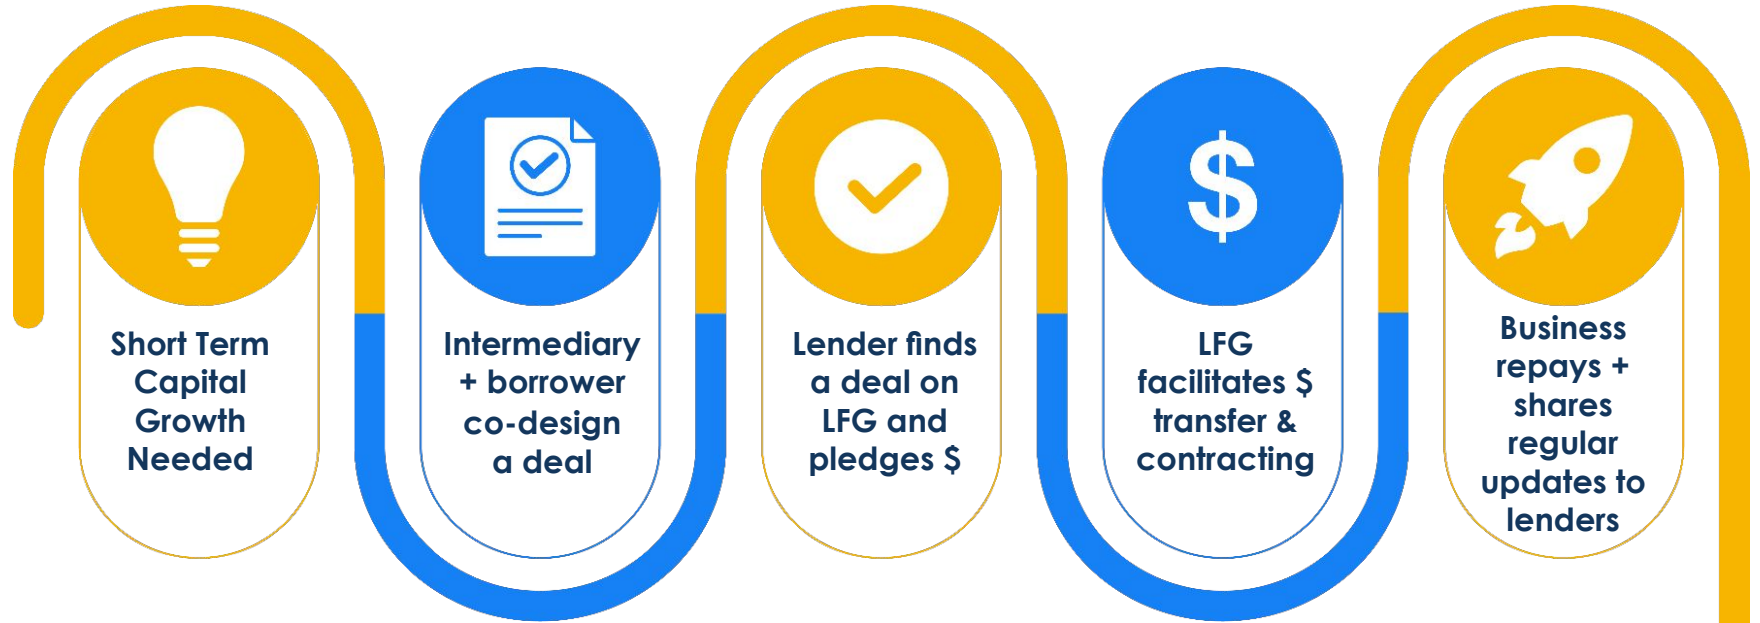 Short Term
Capital
Growth
Needed
Intermediary
+ borrower
co-design
a deal
Lender finds
a deal on
LFG and
pledges $
$
LFG
facilitates $
transfer &
contracting
Business
repays +
shares
regular
updates to
lenders